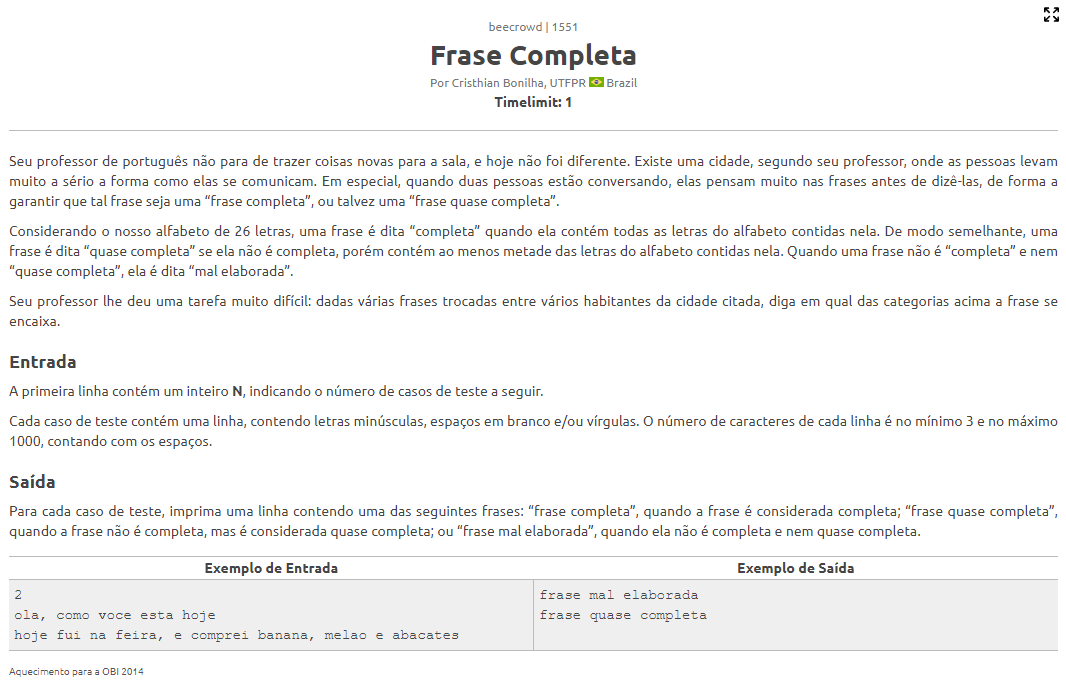 beecrowd | 1551
Frase Completa
Por Cristhian Bonilha, UTFPR Brazil
Timelimit: 1
Seu professor de português não para de trazer coisas novas para a sala, e hoje não foi diferente. Existe uma cidade, segundo seu professor, onde as pessoas levam
muito a sério a forma como elas se comunicam. Em especial, quando duas pessoas estão conversando, elas pensam muito nas frases antes de dizê-las, de forma a
garantir que tal frase seja uma “frase completa”, ou talvez uma “frase quase completa”.
Considerando o nosso alfabeto de 26 letras, uma frase é dita “completa” quando ela contém todas as letras do alfabeto contidas nela. De modo semelhante, uma
frase é dita “quase completa” se ela não é completa, porém contém ao menos metade das letras do alfabeto contidas nela. Quando uma frase não é “completa” e nem
“quase completa”, ela é dita “mal elaborada”.
Seu professor lhe deu uma tarefa muito difícil: dadas várias frases trocadas entre vários habitantes da cidade citada, diga em qual das categorias acima a frase se
encaixa.
Entrada
A primeira linha contém um inteiro N, indicando o número de casos de teste a seguir.
Cada caso de teste contém uma linha, contendo letras minúsculas, espaços em branco e/ou vírgulas. O número de caracteres de cada linha é no mínimo 3 e no máximo
1000, contando com os espaços.
Saída
Para cada caso de teste, imprima uma linha contendo uma das seguintes frases: “frase completa”, quando a frase é considerada completa; “frase quase completa”,
quando a frase não é completa, mas é considerada quase completa; ou “frase mal elaborada”, quando ela não é completa e nem quase completa.
Exemplo de Entrada
2
ola, como voce esta hoje
hoje fui na feira, e comprei banana, melao e abacates
Exemplo de Saída
frase mal elaborada
frase quase completa
Aquecimento para a OBI 2014